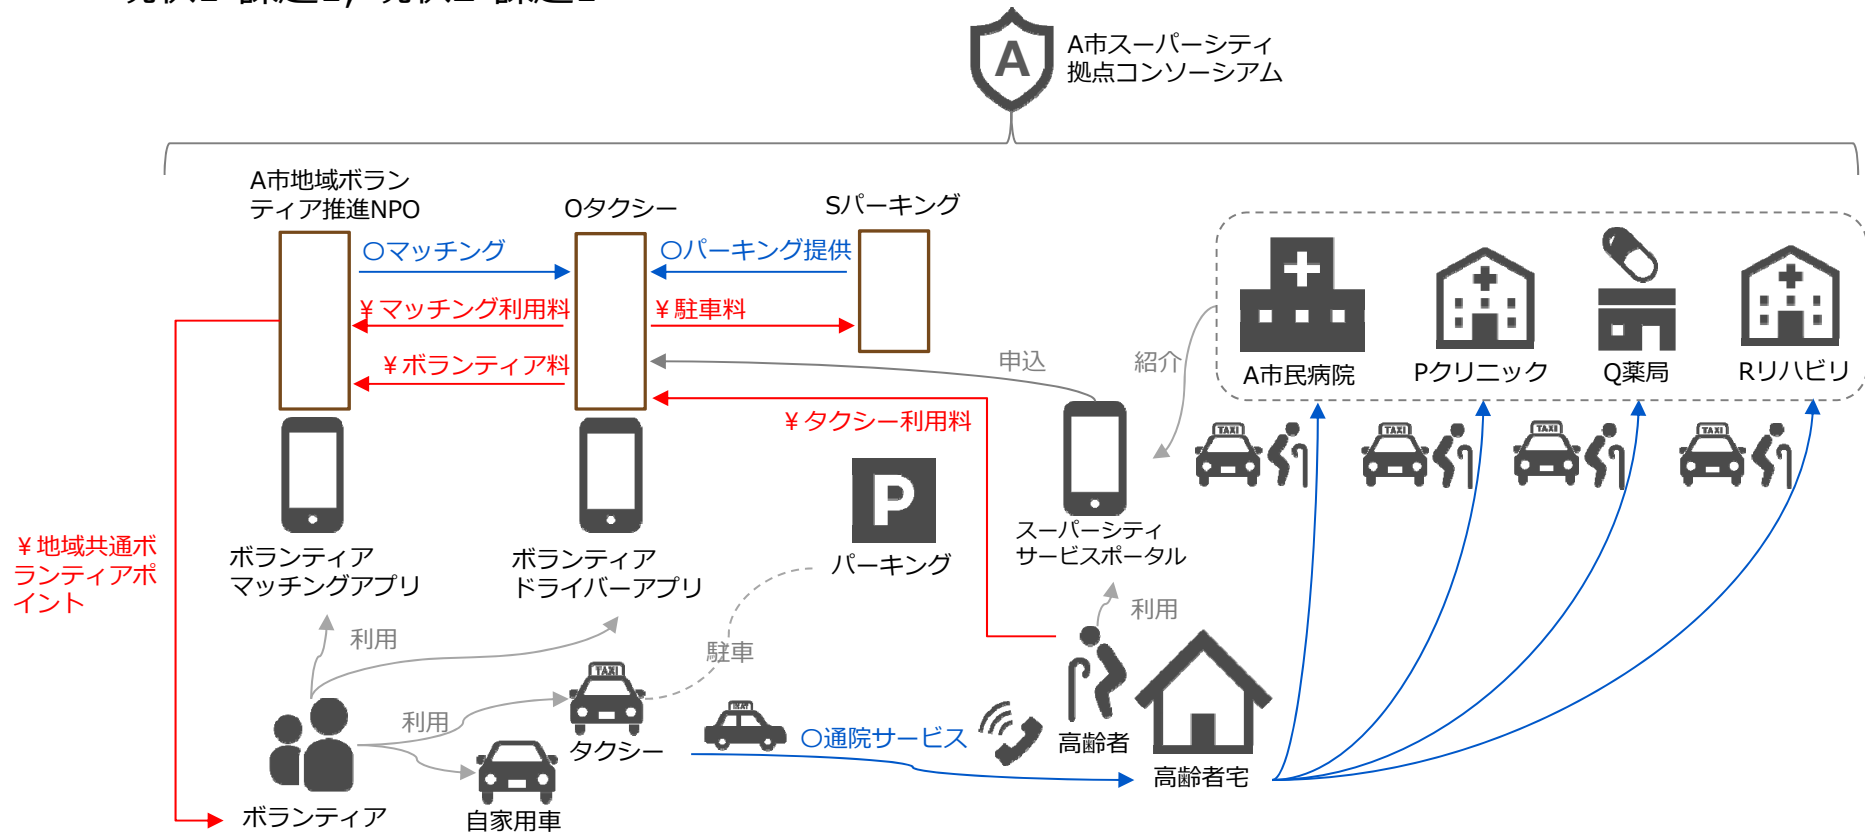 A
A市スーパーシティ
拠点コンソーシアム
A市地域ボラン
ティア推進NPO
Oタクシー
Sパーキング
〇マッチング
〇パーキング提供
¥マッチング利用料
¥駐車料
¥ボランティア料
申込
紹介
A市民病院
Pクリニック
Q薬局
Rリハビリ
¥タクシー利用料
TAXI
TAXI
TAXI
TAXI
P
¥地域共通ボ
ランティアポ
イント
ボランティア
マッチングアプリ
ボランティア
ドライバーアプリ
パーキング
スーパーシティ
サービスポータル
利用
利用
駐車
TAXI
利用
TAXI
〇通院サービス
タクシー
高齢者
高齢者宅
ボランティア
自家用車